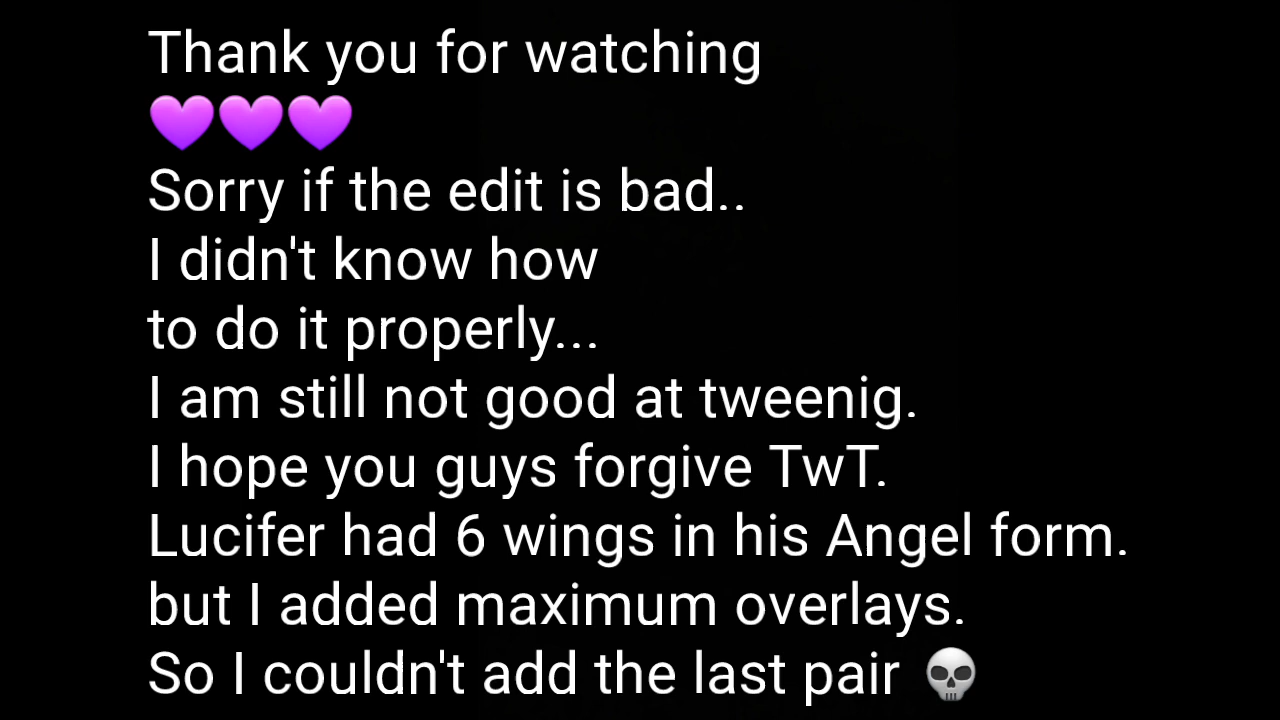 Thank you for watching
💜💜💜
Sorry if the edit is bad..
I didn't know how
to do it properly...
I am still not good at tweenig.
I hope you guys forgive TwT.
Lucifer had 6 wings in his Angel form.
but I added maximum overlays.
So I couldn't add the last pair 💀